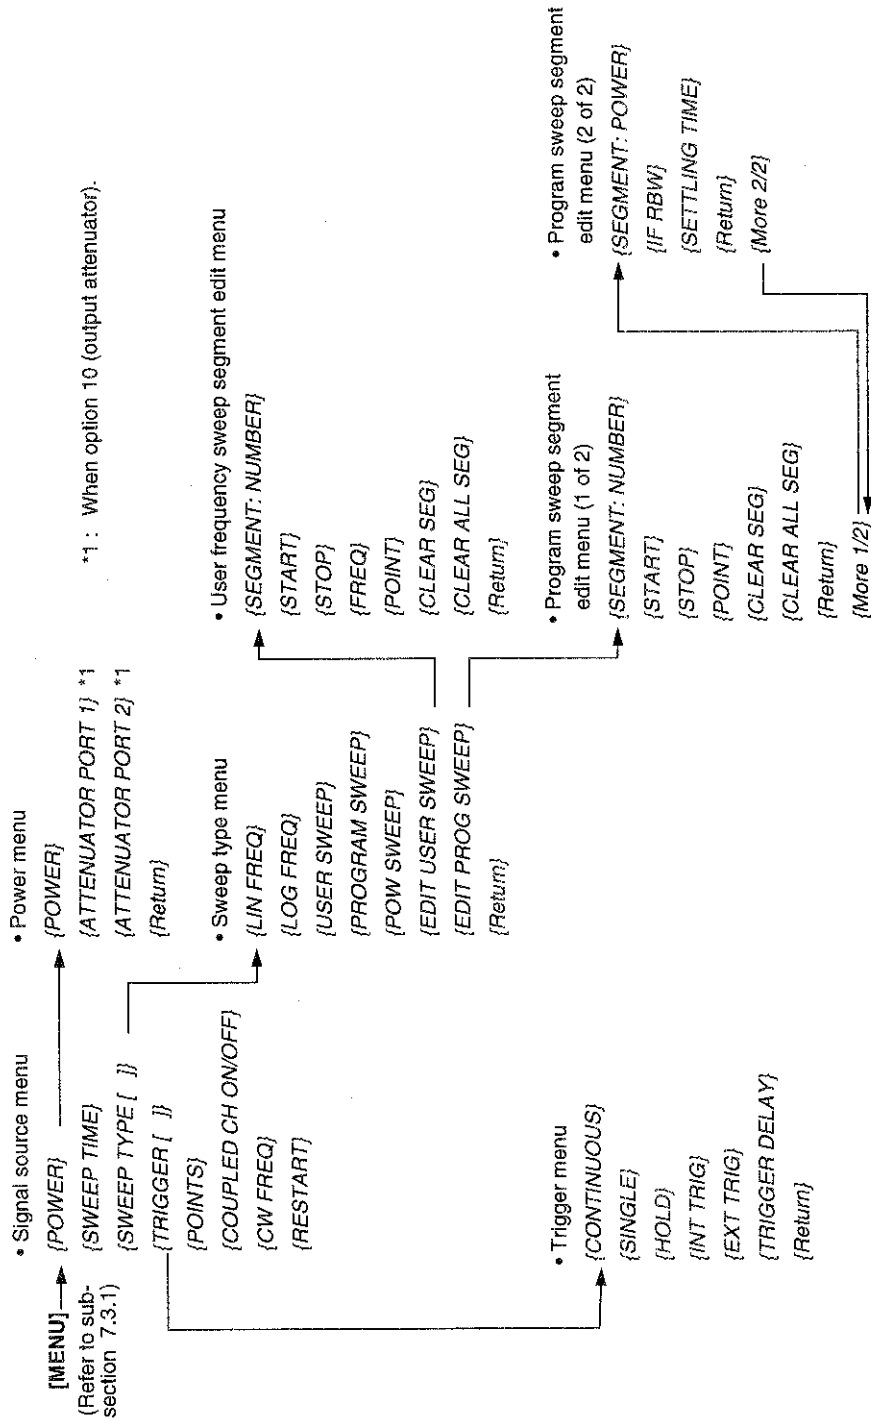 [MENU]
(Refer to sub-
section 7.3.1)
• Signal source menu
{POWER}
{SWEEP TIME}
{SWEEP TYPE [ ]}
{TRIGGER [ ]}
{POINTS}
{COUPLED CH ON/OFF}
{CW FREQ}
{RESTART}
• Power menu
{POWER}
{ATTENUATOR PORT 1} *1
{ATTENUATOR PORT 2} *1
{Return}
*1 : When option 10 (output attenuator).
• Sweep type menu
{LIN FREQ}
{LOG FREQ}
{USER SWEEP}
{PROGRAM SWEEP}
{POW SWEEP}
{EDIT USER SWEEP}
{EDIT PROG SWEEP}
{Return}
• User frequency sweep segment edit menu
{SEGMENT: NUMBER}
{START}
{STOP}
{FREQ}
{POINT}
{CLEAR SEG}
{CLEAR ALL SEG}
{Return}
• Trigger menu
{CONTINUOUS}
{SINGLE}
{HOLD}
{INT TRIG}
{EXT TRIG}
{TRIGGER DELAY}
{Return}
• Program sweep segment
edit menu (1 of 2)
{SEGMENT: NUMBER}
{START}
{STOP}
{POINT}
{CLEAR SEG}
{CLEAR ALL SEG}
{Return}
{More 1/2}
• Program sweep segment
edit menu (2 of 2)
{SEGMENT: POWER}
{IF RBW}
{SETTLING TIME}
{Return}
{More 2/2}